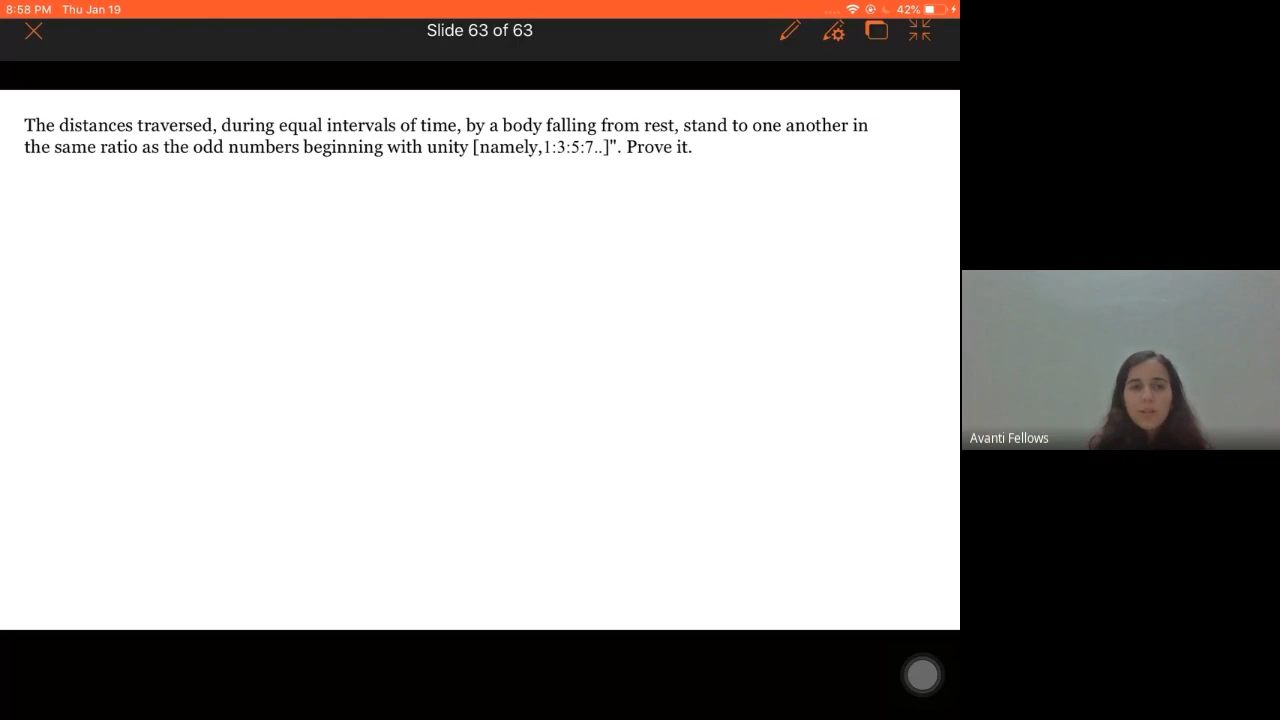 8:58 PM Thu Jan 19
42%
Slide 63 of 63
The distances traversed, during equal intervals of time, by a body falling from rest, stand to one another in
the same ratio as the odd numbers beginning with unity [namely,1:3:5:7..]". Prove it.
Avanti Fellows